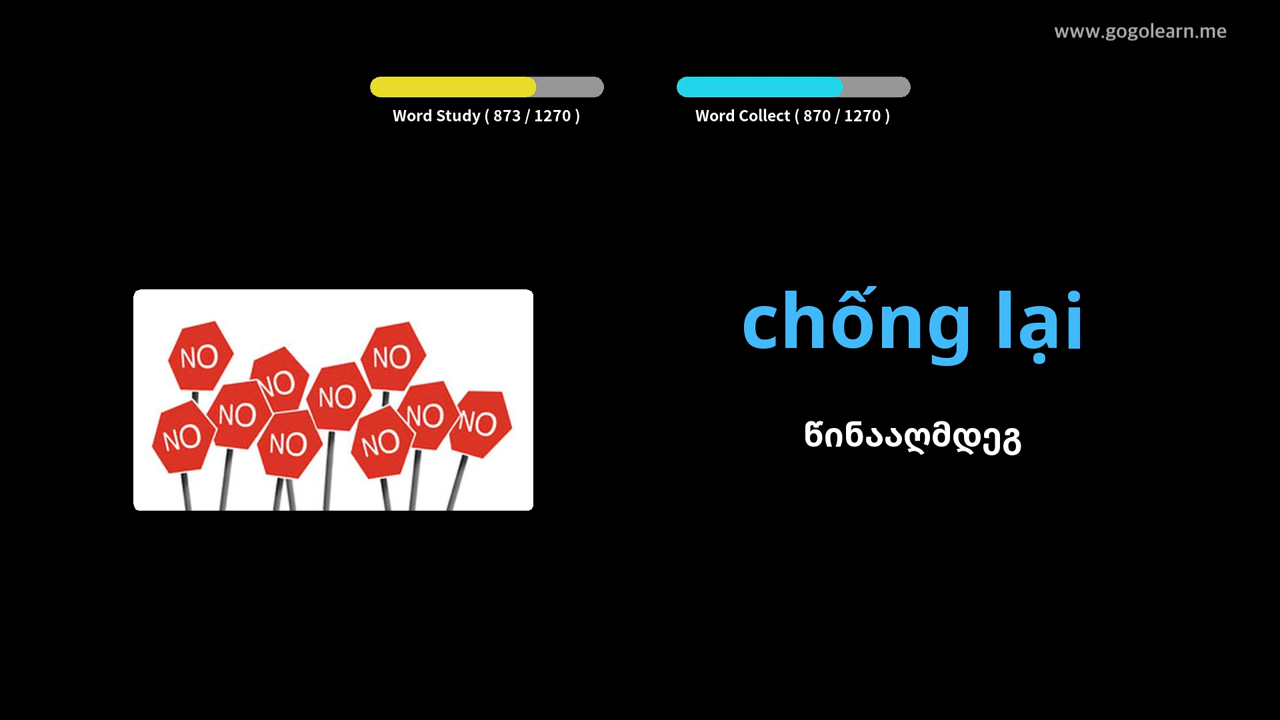 www.gogolearn.me
Word Study ( 873 / 1270 )
Word Collect ( 870 / 1270 )
chống lại
წინააღმდეგ
NO
NO
NO
NO
NO
NO
NO
NO
NO
NO